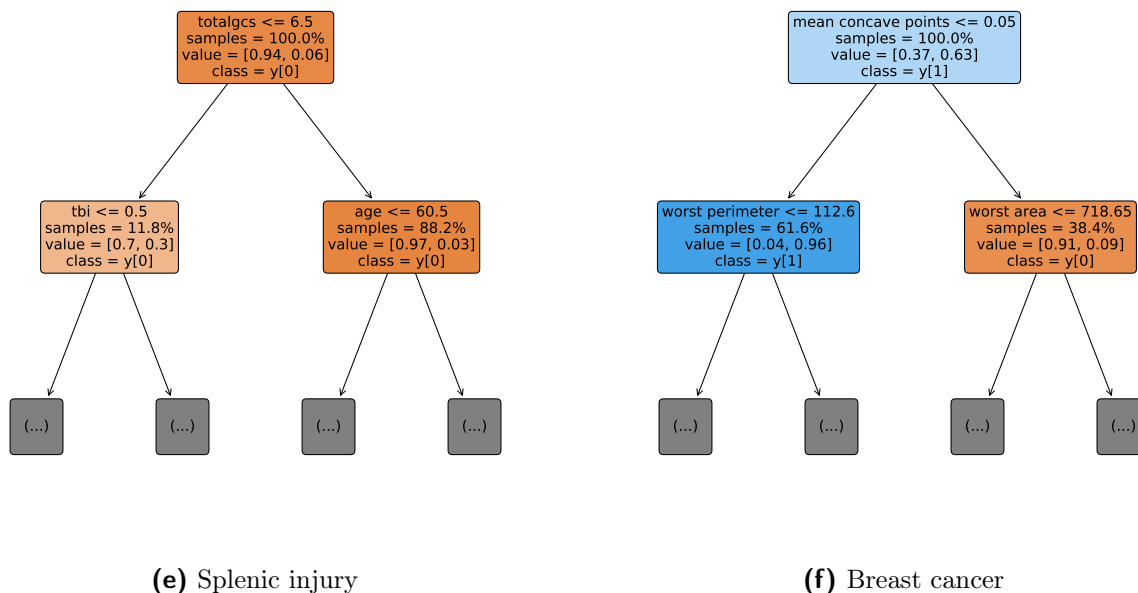 totalgcs <= 6.5
samples = 100.0%
value = [0.94, 0.06]
class = y[0]
tbi <= 0.5
samples = 11.8%
value = [0.7, 0.3]
class = y[0]
age <= 60.5
samples = 88.2%
value = [0.97, 0.03]
class = y[0]
(...)
(...)
(...)
(...)
(e) Splenic injury
mean concave points <= 0.05
samples = 100.0%
value = [0.37, 0.63]
class = y[1]
worst perimeter <= 112.6
samples = 61.6%
value = [0.04, 0.96]
class = y[1]
worst area <= 718.65
samples = 38.4%
value = [0.91, 0.09]
class = y[0]
(...)
(...)
(...)
(...)
(f) Breast cancer